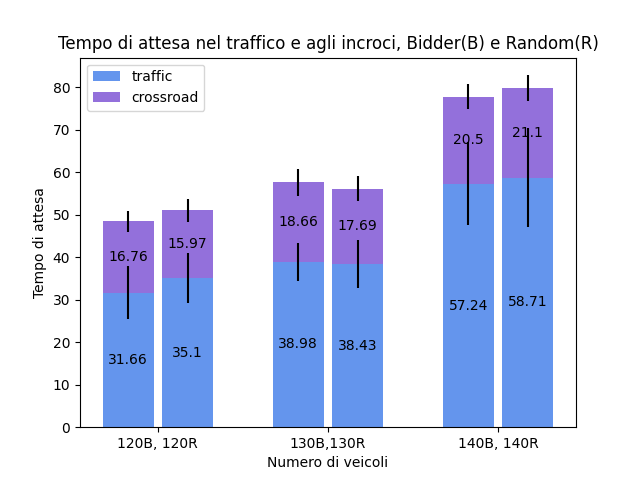 Tempo di attesa nel traffico e agli incroci, Bidder(B) e Random(R)
traffic
crossroad
Tempo di attesa
80
70
60
50
40
30
20
10
0
16.76
15.97
18.66
17.69
20.5
21.1
31.66
35.1
38.98
38.43
57.24
58.71
120B, 120R
130B,130R
140B, 140R
Numero di veicoli